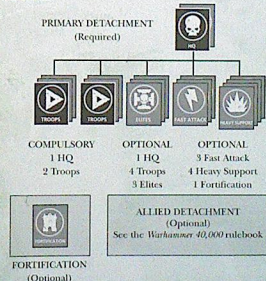 PRIMARY DETACHMENT
(Required)
HQ
TROOPS
TROOPS
ELITES
FAST ATTACK
HEAVY SUPPORT
COMPULSORY
1 HQ
2 Troops
OPTIONAL
1 HQ
4 Troops
3 Elites
OPTIONAL
3 Fast Attack
4 Heavy Support
1 Fortification
FORTIFICATION
FORTIFICATION
(Optional)
ALLIED DETACHMENT
(Optional)
See the Warhammer 40,000 rulebook